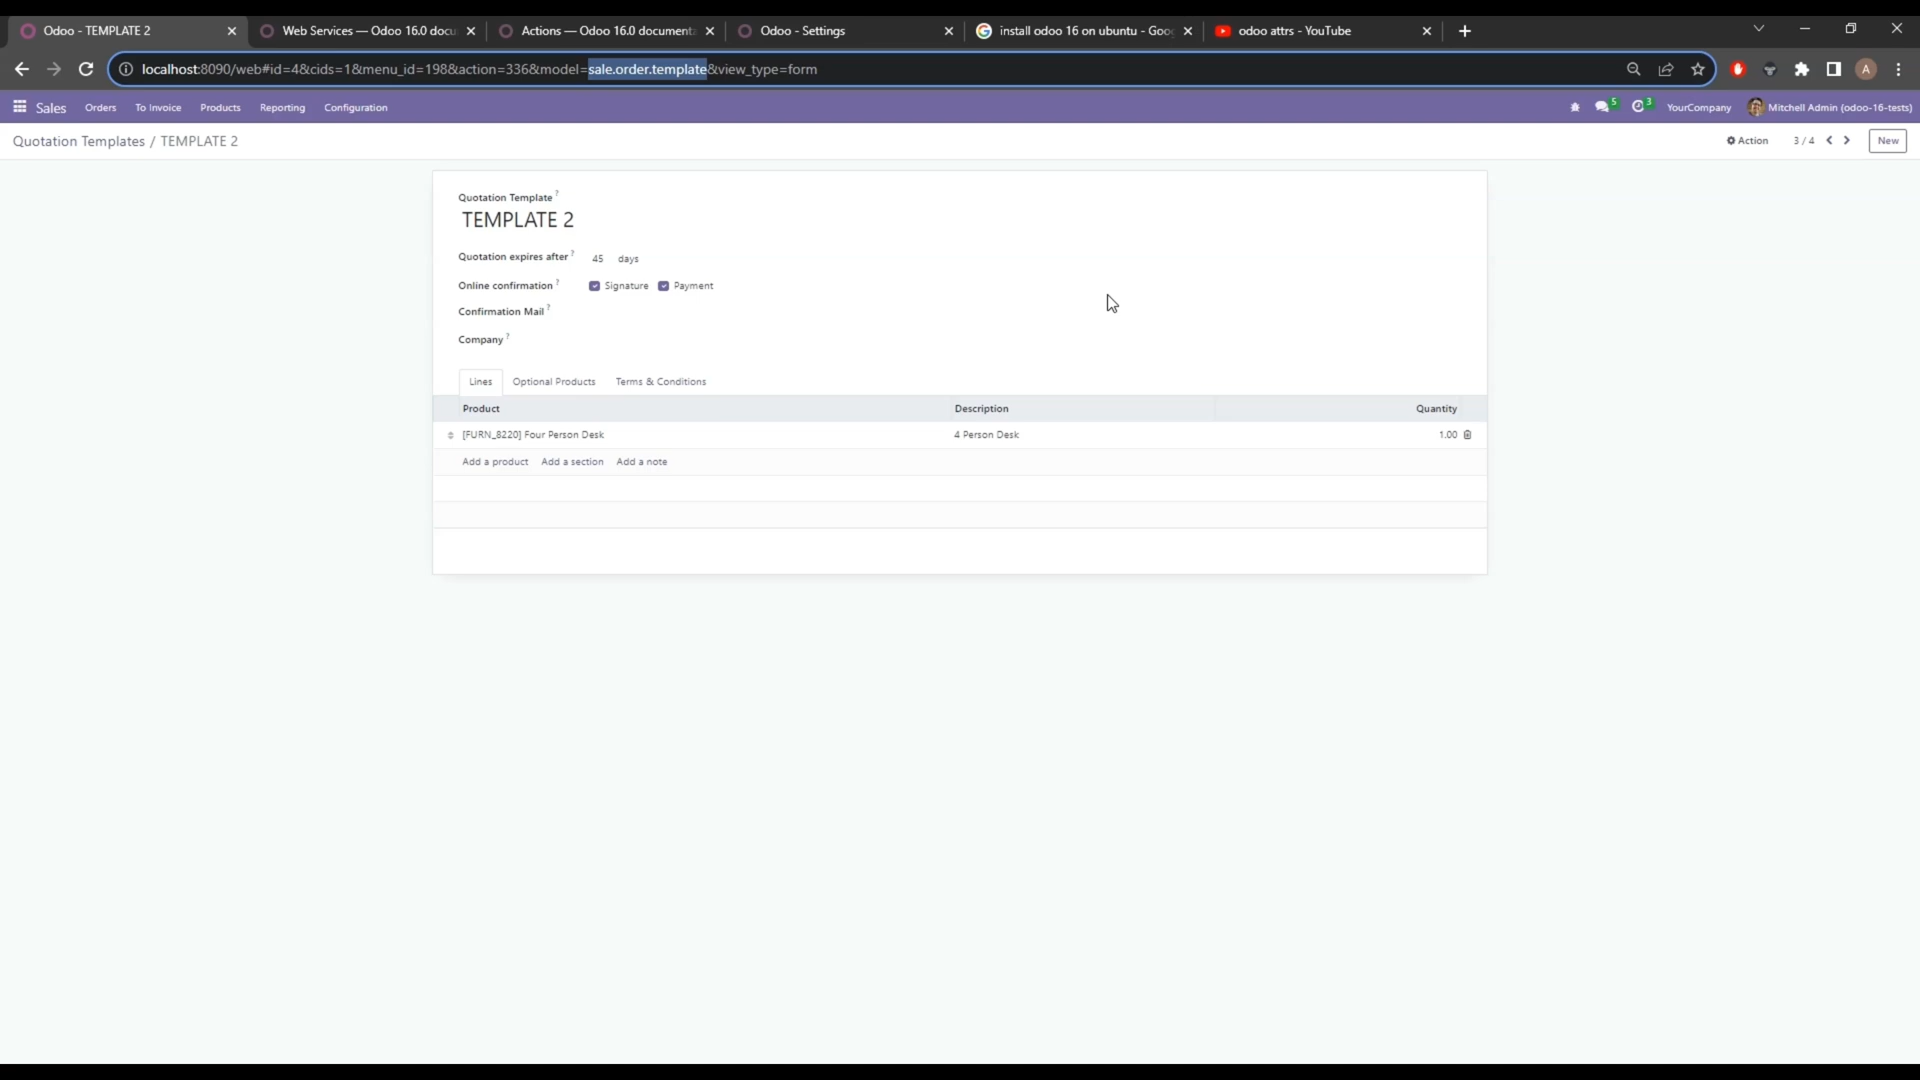 Odoo - TEMPLATE 2
Web Services — Odoo 16.0 docu
Actions — Odoo 16.0 document
Odoo - Settings
install odoo 16 on ubuntu - Goo
odoo attrs - YouTube
localhost:8090/web#id=4&cids=1&menu_id=198&action=336&model=sale.order.template&view_type=form
A
Sales Orders To Invoice Products Reporting Configuration
5 3 YourCompany Mitchell Admin (odoo-16-tests)
Quotation Templates / TEMPLATE 2
Action 3 / 4 New
Quotation Template ?
TEMPLATE 2
Quotation expires after ? 45 days
Online confirmation ? Signature Payment
Confirmation Mail ?
Company ?
Lines Optional Products Terms & Conditions
Product Description Quantity
[FURN_8220] Four Person Desk 4 Person Desk 1.00
Add a product Add a section Add a note